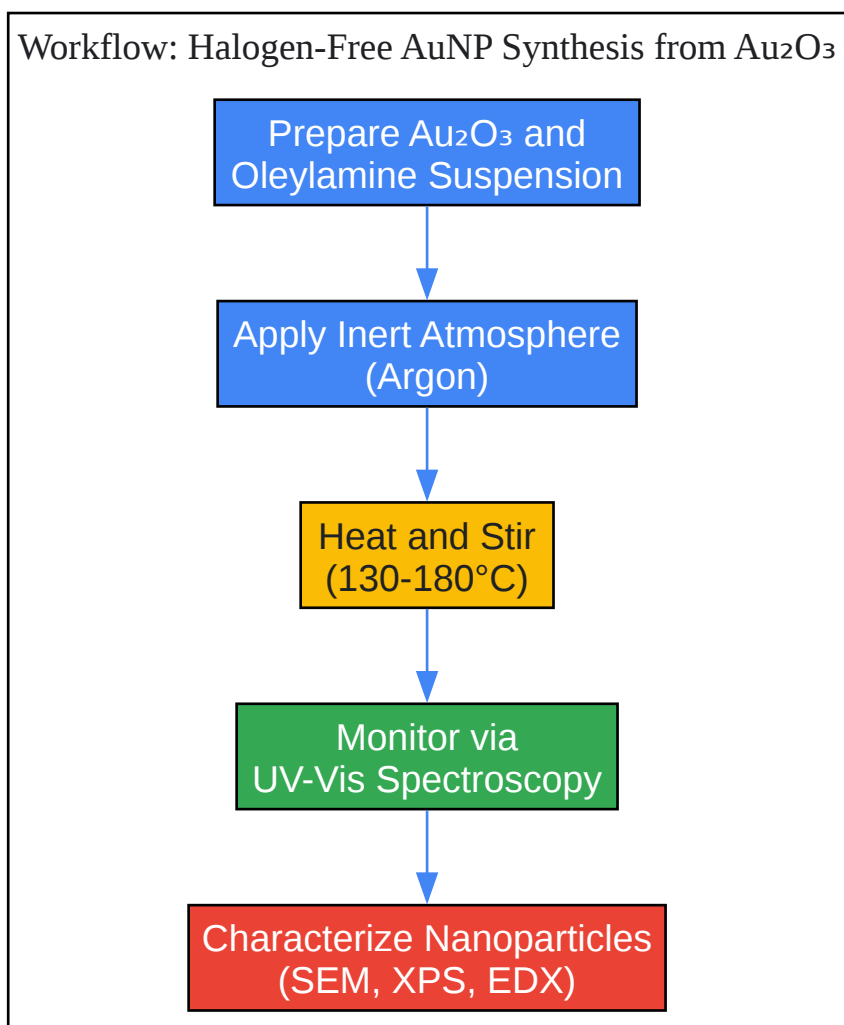 Workflow: Halogen-Free AuNP Synthesis from Au₂O₃
Prepare Au₂O₃ and
Oleylamine Suspension
Apply Inert Atmosphere
(Argon)
Heat and Stir
(130-180°C)
Monitor via
UV-Vis Spectroscopy
Characterize Nanoparticles
(SEM, XPS, EDX)